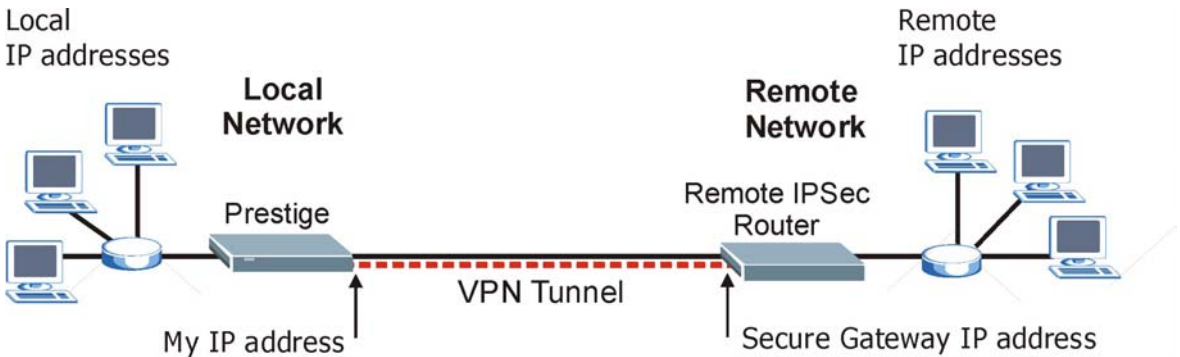 Local
IP addresses
Remote
IP addresses
Local
Network
Remote
Network
Prestige
Remote IPSec
Router
VPN Tunnel
My IP address
Secure Gateway IP address